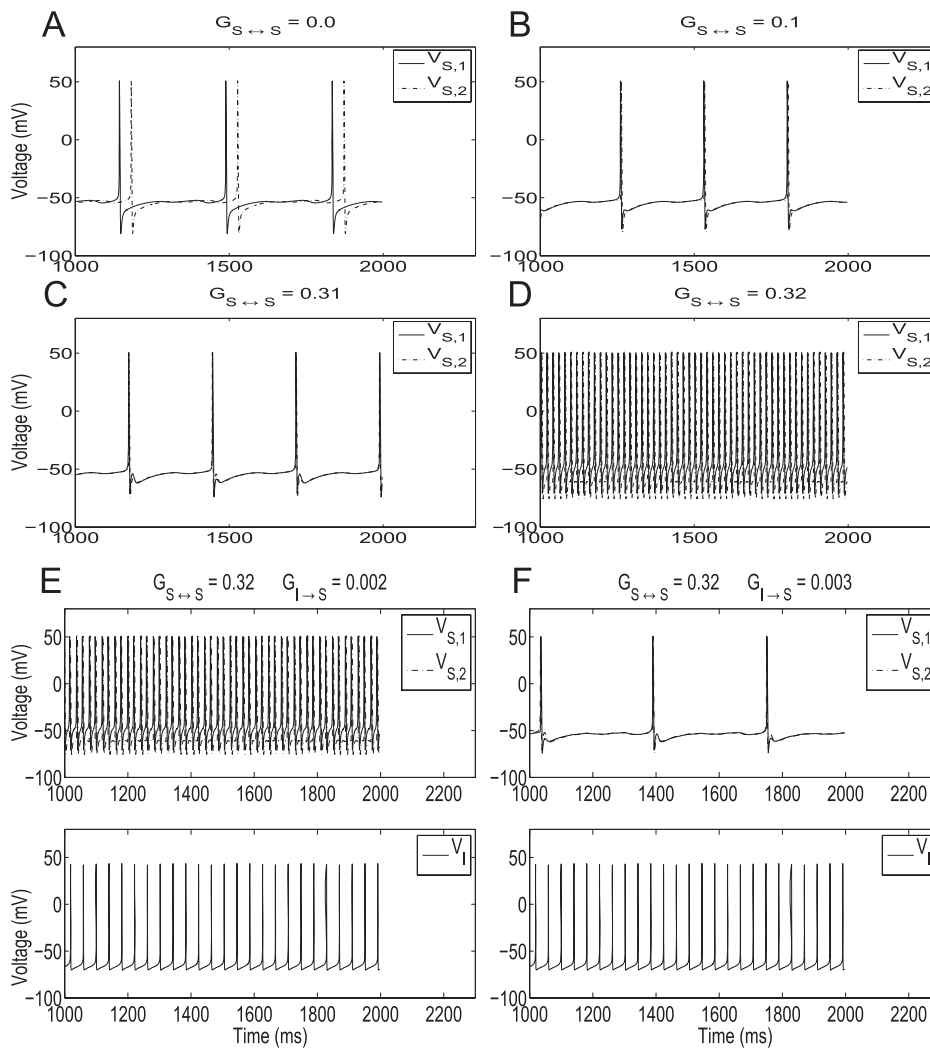 A
G S ↔ S = 0.0
V S,1
V S,2
Voltage (mV)
50
0
−50
−100
1000 1500 2000
B
G S ↔ S = 0.1
V S,1
V S,2
50
0
−50
−100
1000 1500 2000
C
G S ↔ S = 0.31
V S,1
V S,2
Voltage (mV)
50
0
−50
−100
1000 1500 2000
D
G S ↔ S = 0.32
V S,1
V S,2
50
0
−50
−100
1000 1500 2000
E
G S ↔ S = 0.32 G I → S = 0.002
V S,1
V S,2
Voltage (mV)
50
0
−50
−100
1000 1200 1400 1600 1800 2000 2200
V I
Voltage (mV)
50
0
−50
−100
1000 1200 1400 1600 1800 2000 2200
Time (ms)
F
G S ↔ S = 0.32 G I → S = 0.003
V S,1
V S,2
50
0
−50
−100
1000 1200 1400 1600 1800 2000 2200
V I
50
0
−50
−100
1000 1200 1400 1600 1800 2000 2200
Time (ms)